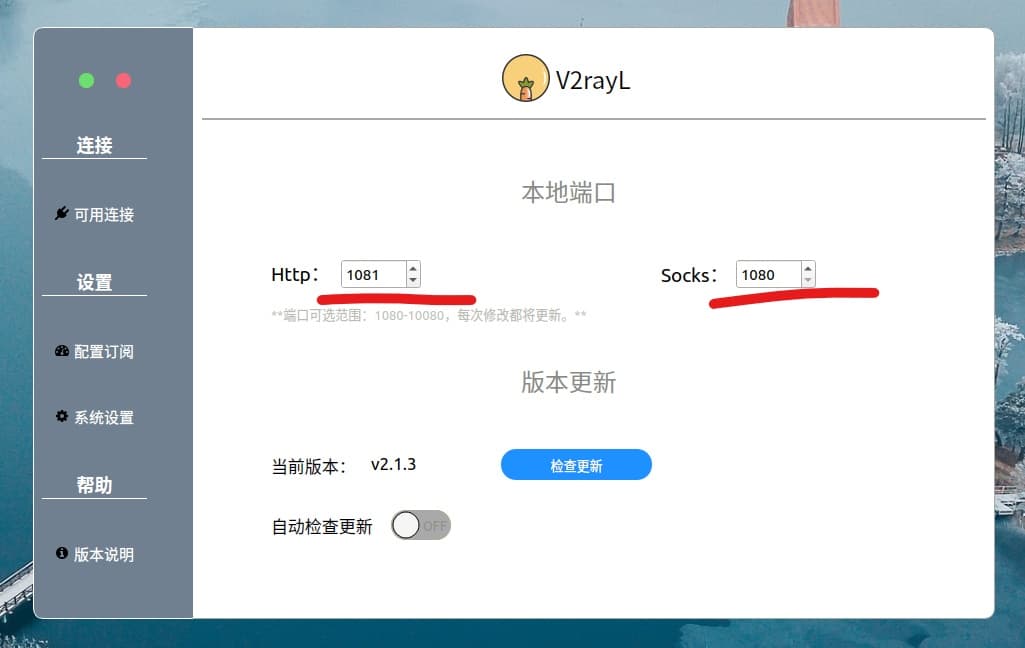 V2rayL
连接
可用连接
设置
配置订阅
系统设置
帮助
版本说明
本地端口
Http： 1081 Socks： 1080
**端口可选范围：1080-10080，每次修改都将更新。**
版本更新
当前版本： v2.1.3 检查更新
自动检查更新 OFF